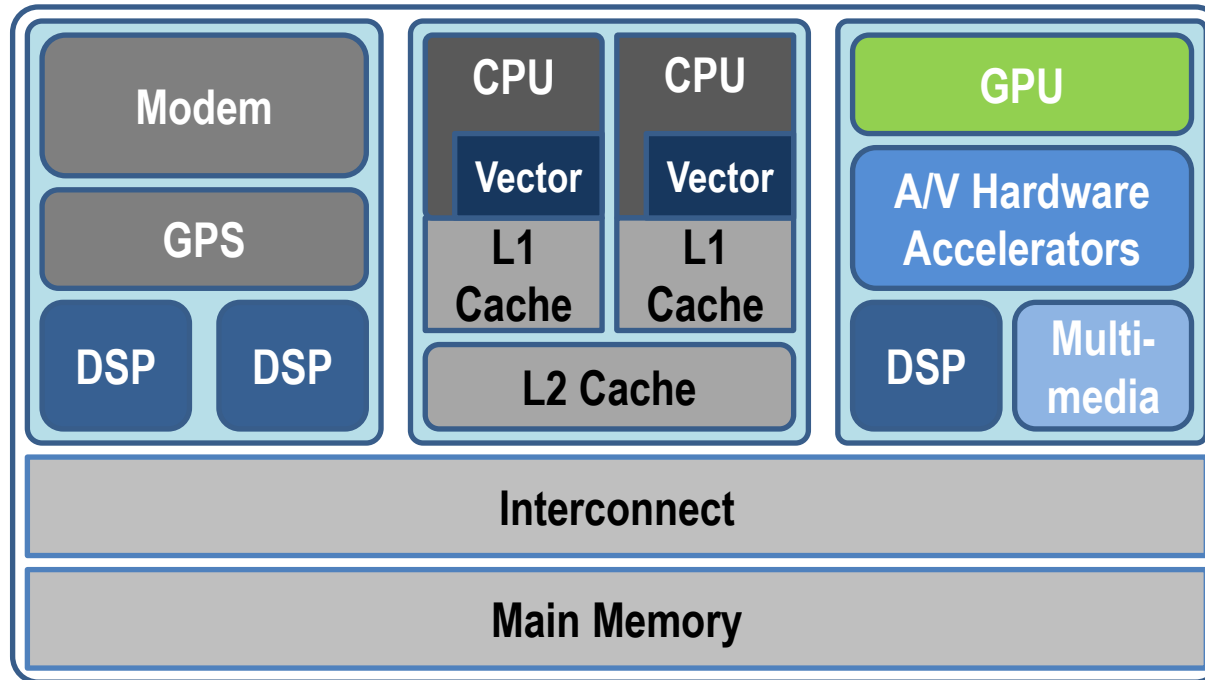 Modem
GPS
DSP
DSP
CPU
Vector
L1
Cache
CPU
Vector
L1
Cache
L2 Cache
GPU
A/V Hardware
Accelerators
DSP
Multi-
media
Interconnect
Main Memory